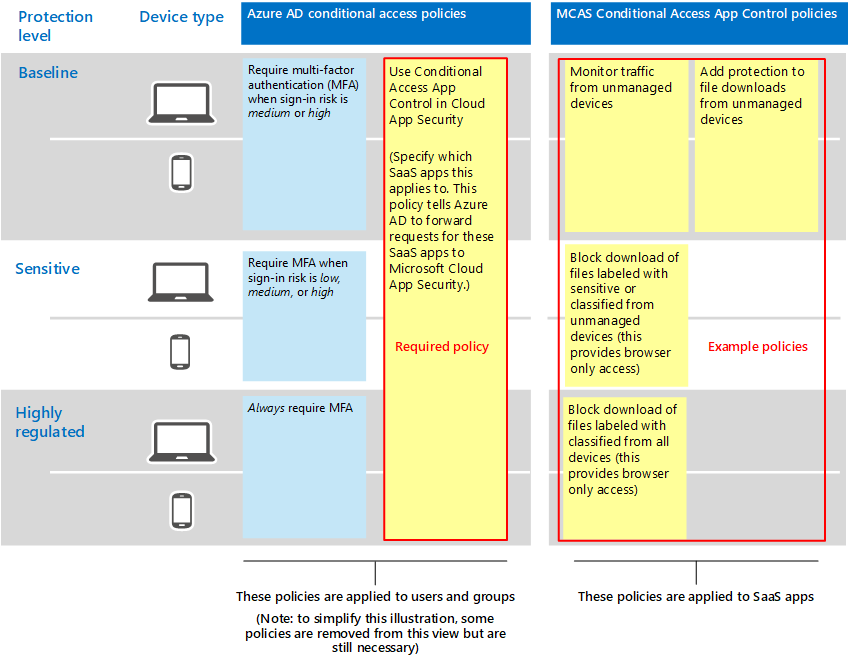 Protection
level
Device type
Azure AD conditional access policies
MCAS Conditional Access App Control policies
Baseline
Require multi-factor
authentication (MFA)
when sign-in risk is
medium or high
Use Conditional
Access App
Control in Cloud
App Security
(Specify which
SaaS apps this
applies to. This
policy tells Azure
AD to forward
requests for these
SaaS apps to
Microsoft Cloud
App Security.)
Required policy
Monitor traffic
from unmanaged
devices
Add protection to
file downloads
from unmanaged
devices
Sensitive
Require MFA when
sign-in risk is low,
medium, or high
Block download of
files labeled with
sensitive or
classified from
unmanaged
devices (this
provides browser
only access)
Example policies
Highly
regulated
Always require MFA
Block download of
files labeled with
classified from all
devices (this
provides browser
only access)
These policies are applied to users and groups
(Note: to simplify this illustration, some
policies are removed from this view but are
still necessary)
These policies are applied to SaaS apps